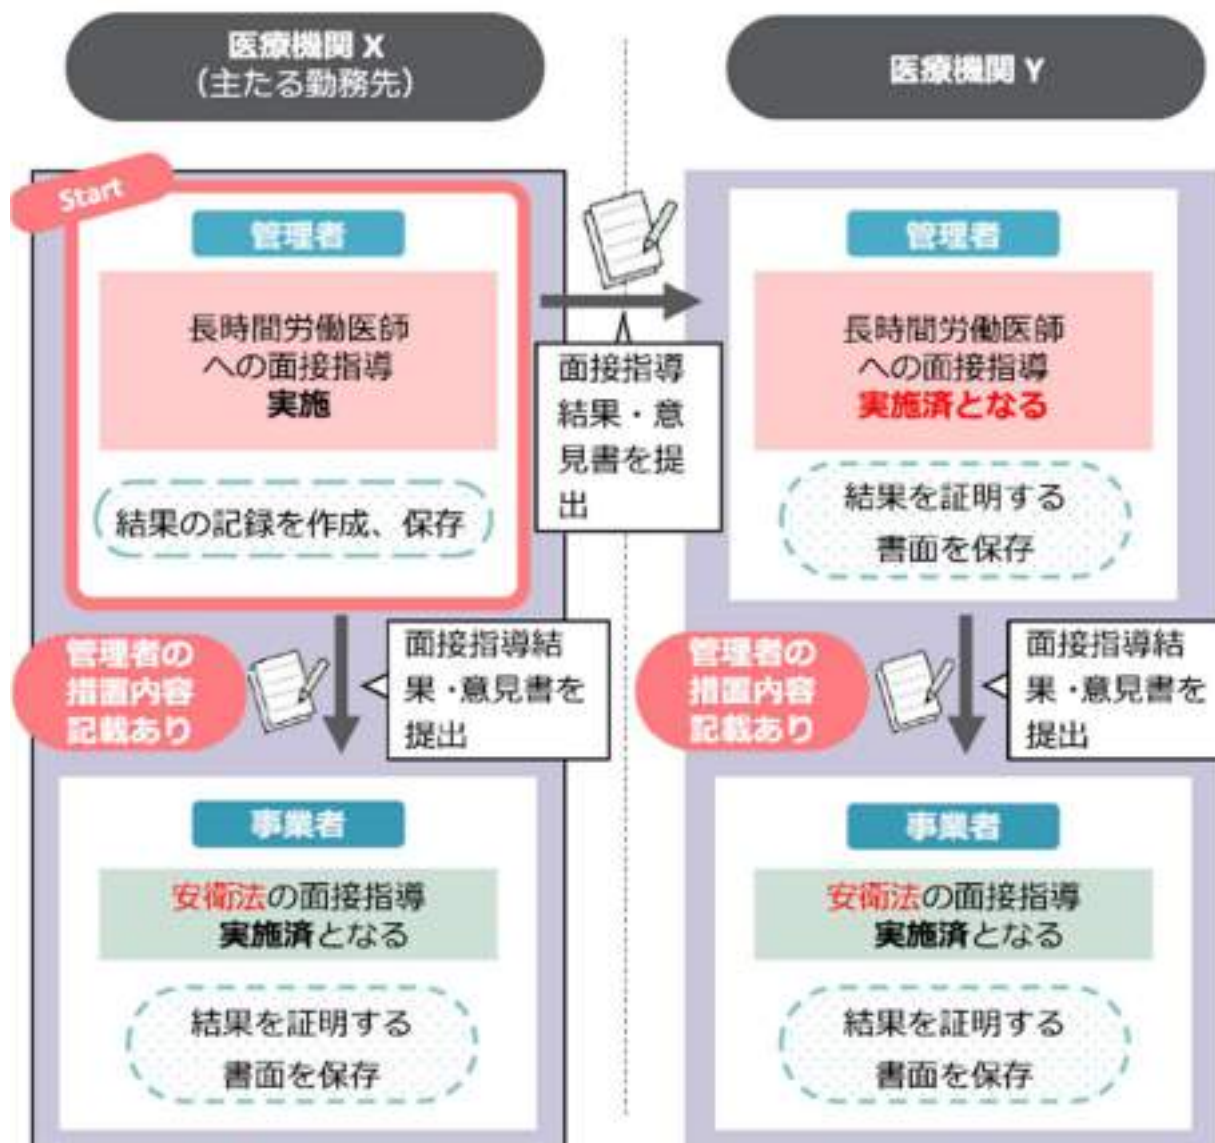 医療機関 X
（主たる勤務先）
医療機関 Y
Start
管理者
長時間労働医師
への面接指導
実施
結果の記録を作成、保存
面接指導
結果・意
見書を提
出
管理者
長時間労働医師
への面接指導
実施済となる
結果を証明する
書面を保存
管理者の
措置内容
記載あり
面接指導結
果・意見書を
提出
管理者の
措置内容
記載あり
面接指導結
果・意見書を
提出
事業者
安衛法の面接指導
実施済となる
結果を証明する
書面を保存
事業者
安衛法の面接指導
実施済となる
結果を証明する
書面を保存